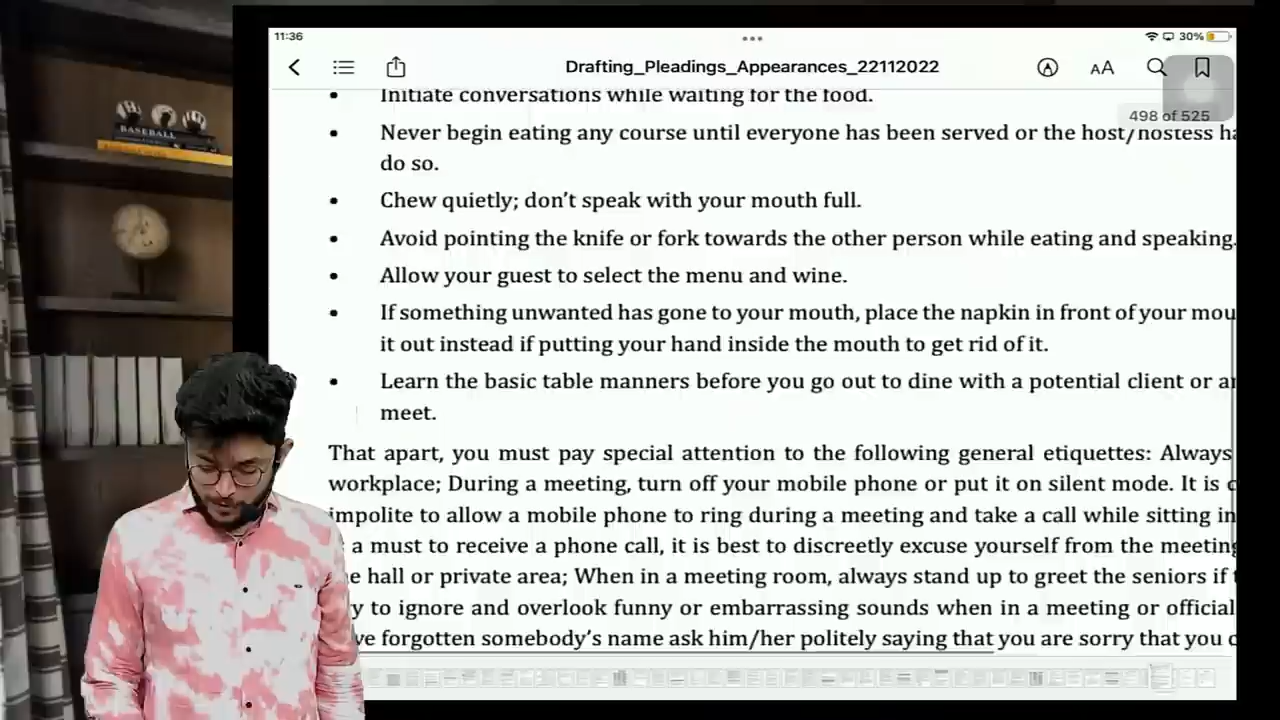 11:36
30%
Drafting_Pleadings_Appearances_22112022
AA
498 of 525
BASEBALL
• Initiate conversations while waiting for the food.
• Never begin eating any course until everyone has been served or the host/hostess ha
do so.
• Chew quietly; don’t speak with your mouth full.
• Avoid pointing the knife or fork towards the other person while eating and speaking.
• Allow your guest to select the menu and wine.
• If something unwanted has gone to your mouth, place the napkin in front of your mou
it out instead if putting your hand inside the mouth to get rid of it.
• Learn the basic table manners before you go out to dine with a potential client or
meet.
That apart, you must pay special attention to the following general etiquettes: Always
workplace; During a meeting, turn off your mobile phone or put it on silent mode. It is
impolite to allow a mobile phone to ring during a meeting and take a call while sitting in
a must to receive a phone call, it is best to discreetly excuse yourself from the meeting
e hall or private area; When in a meeting room, always stand up to greet the seniors if
y to ignore and overlook funny or embarrassing sounds when in a meeting or official
ve forgotten somebody’s name ask him/her politely saying that you are sorry that you